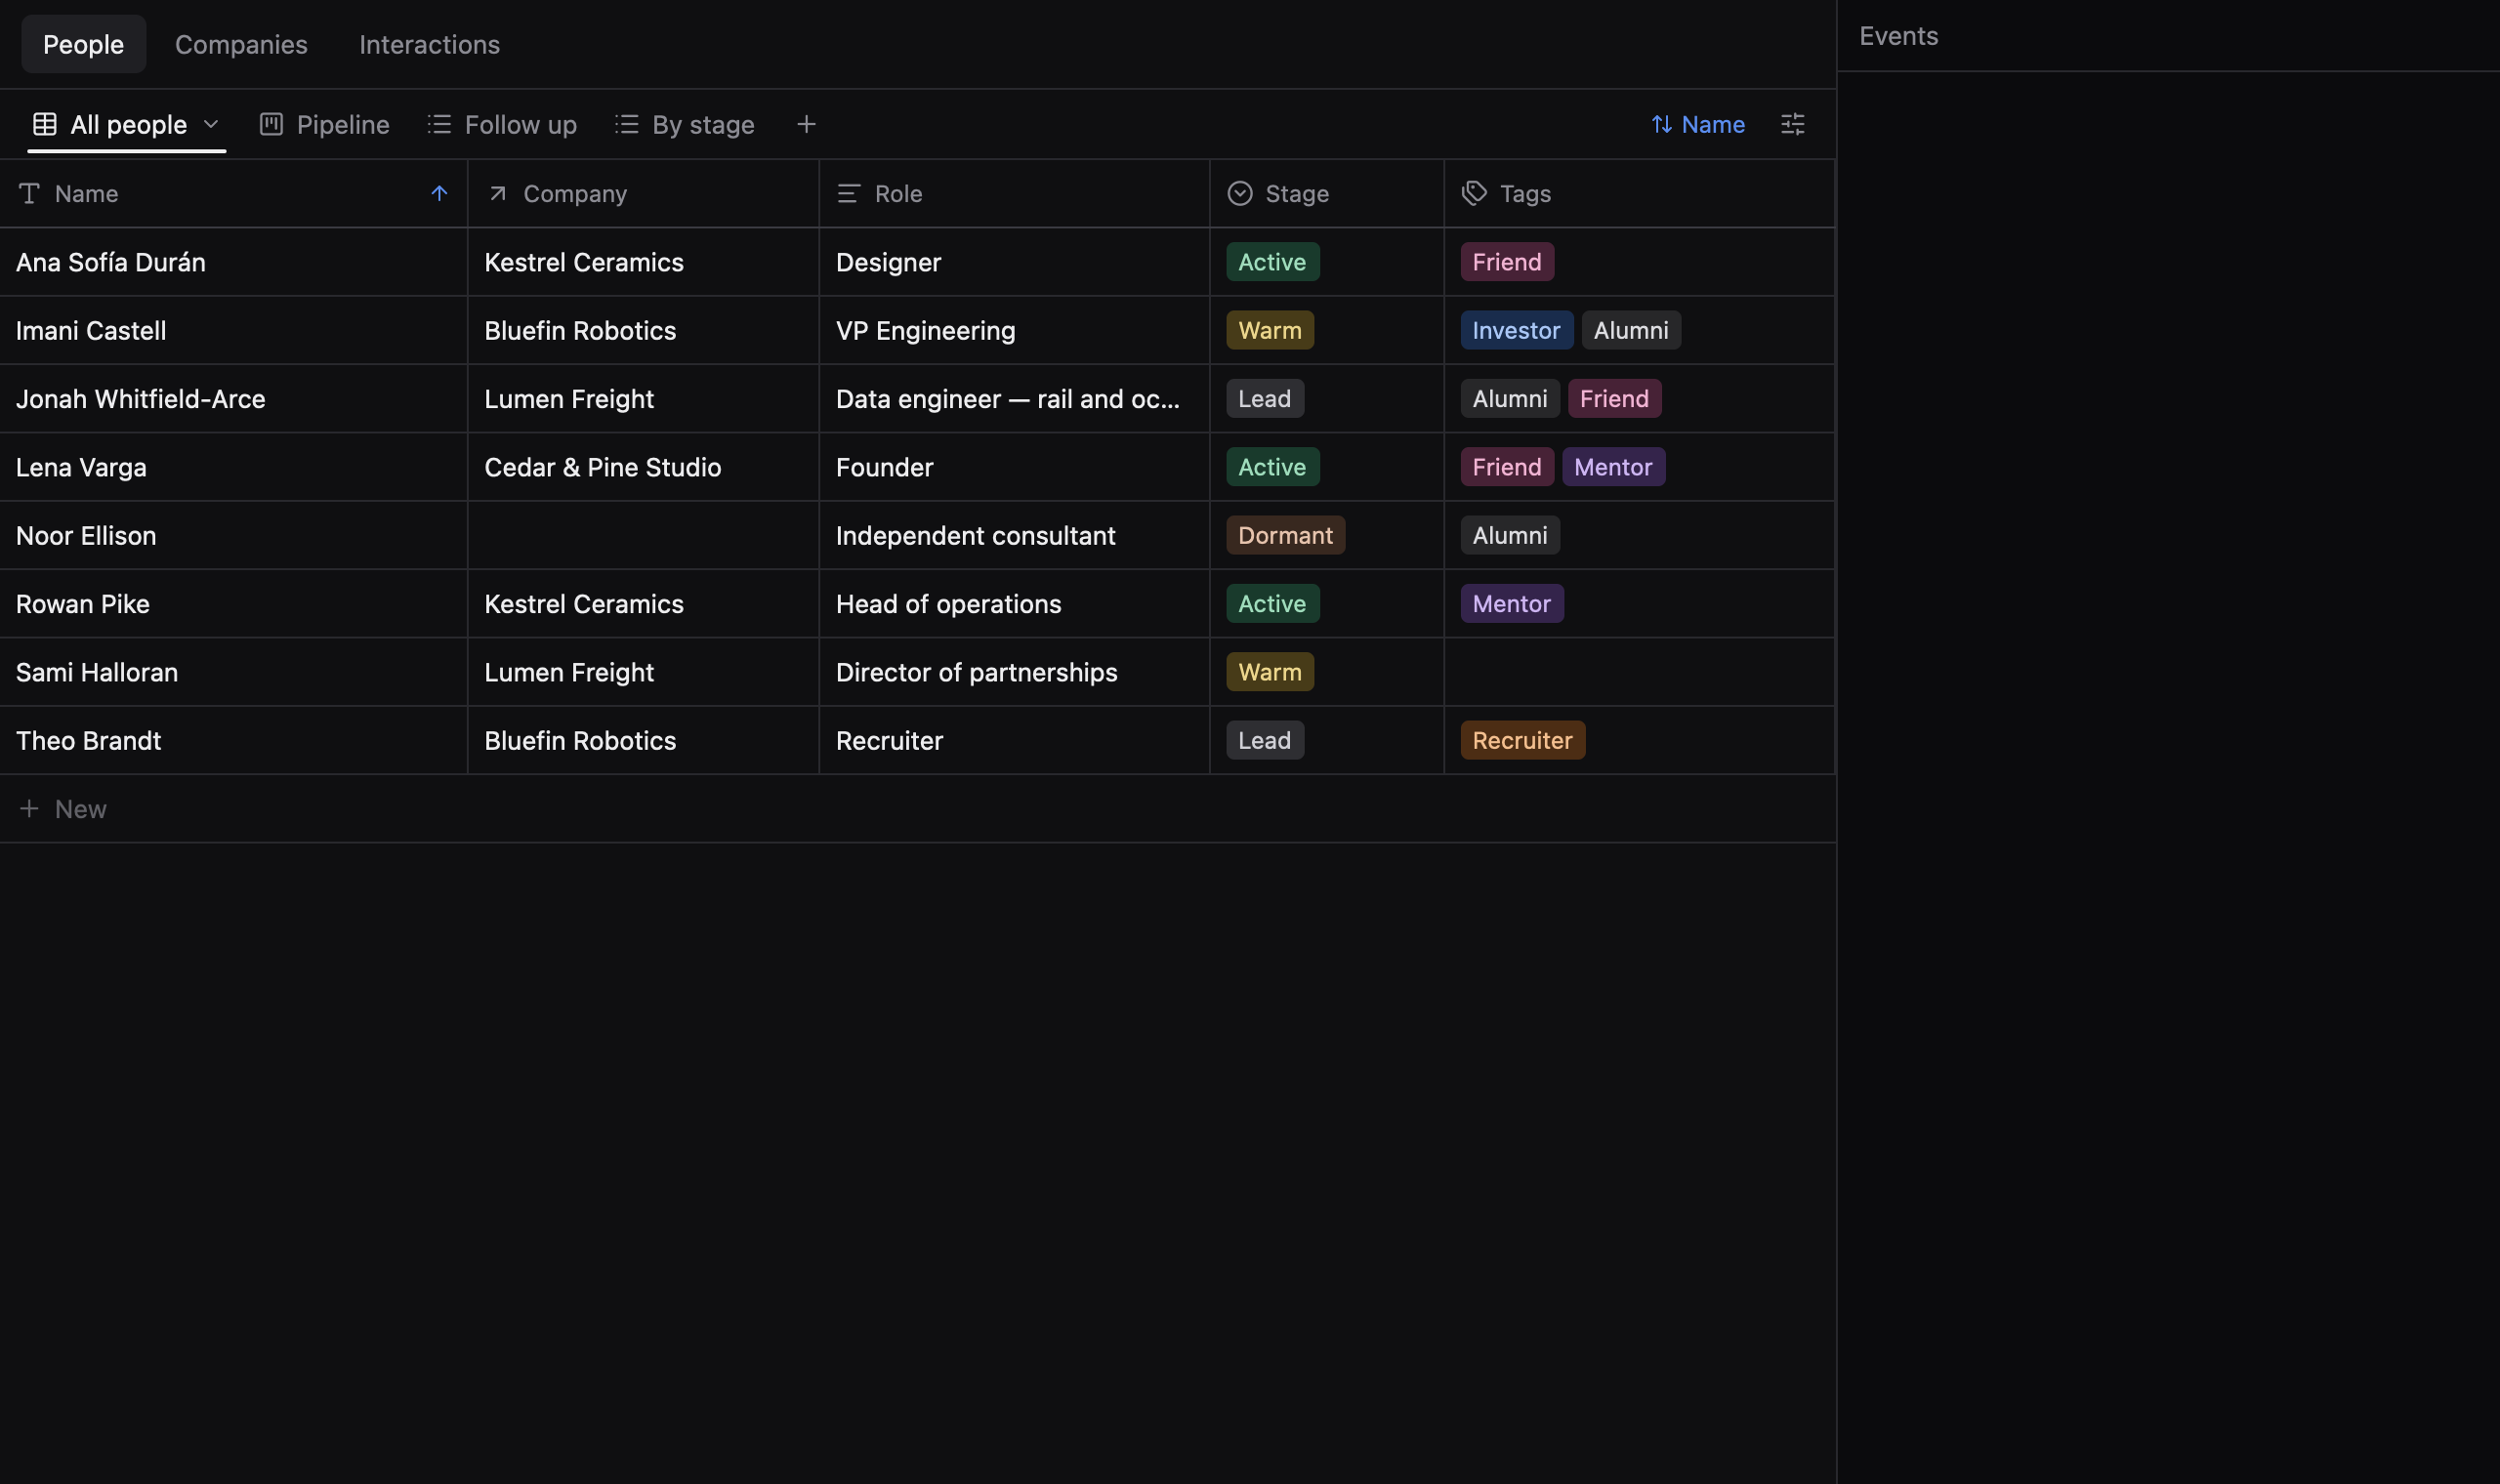 People Companies Interactions
Events
All people Pipeline Follow up By stage
Name
Name Company Role Stage Tags
Ana Sofía Durán Kestrel Ceramics Designer Active Friend
Imani Castell Bluefin Robotics VP Engineering Warm Investor Alumni
Jonah Whitfield-Arce Lumen Freight Data engineer — rail and oc... Lead Alumni Friend
Lena Varga Cedar & Pine Studio Founder Active Friend Mentor
Noor Ellison Independent consultant Dormant Alumni
Rowan Pike Kestrel Ceramics Head of operations Active Mentor
Sami Halloran Lumen Freight Director of partnerships Warm
Theo Brandt Bluefin Robotics Recruiter Lead Recruiter
New